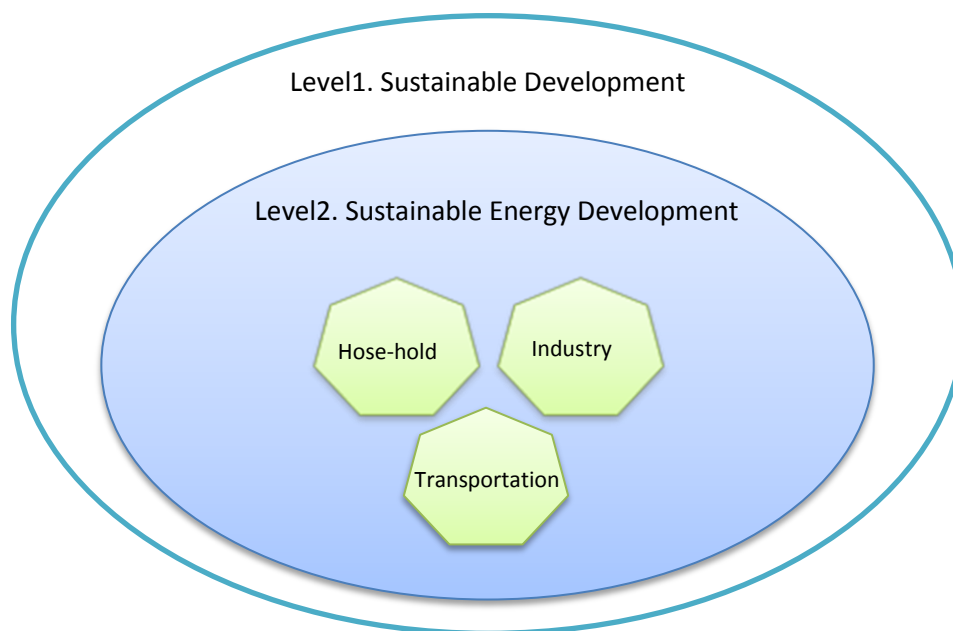 Level1. Sustainable Development
Level2. Sustainable Energy Development
Hose-hold
Industry
Transportation